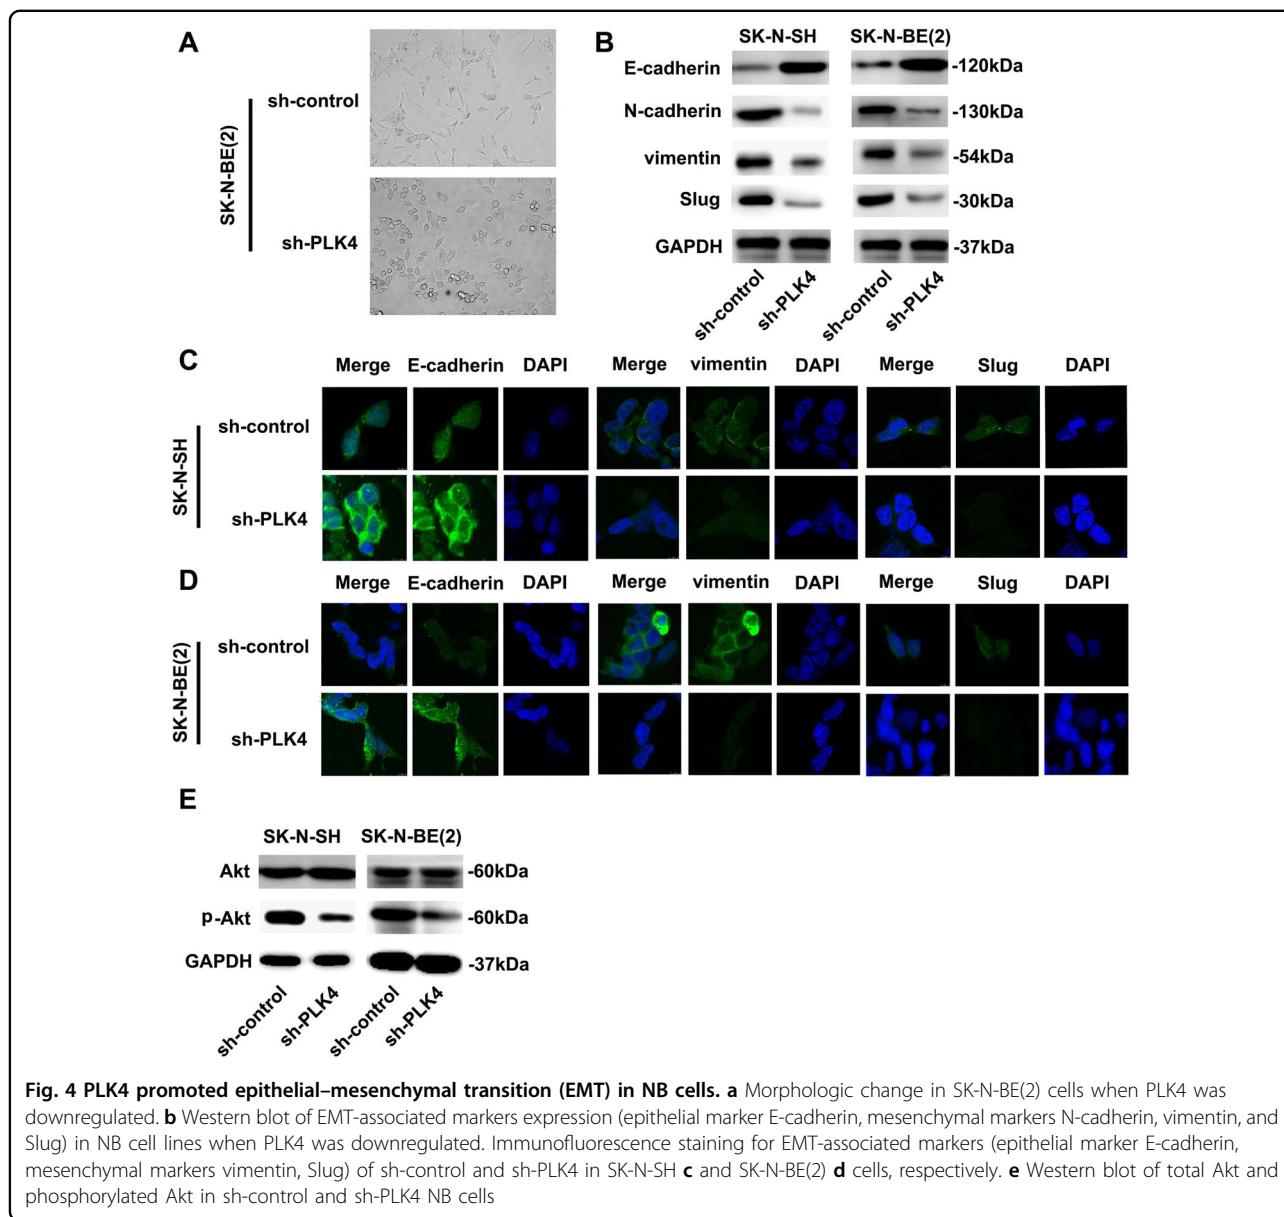 A
SK-N-BE(2)
sh-control
sh-PLK4
B
SK-N-SH SK-N-BE(2)
E-cadherin -120kDa
N-cadherin -130kDa
vimentin -54kDa
Slug -30kDa
GAPDH -37kDa
sh-control sh-PLK4 sh-control sh-PLK4
C
Merge E-cadherin DAPI Merge vimentin DAPI Merge Slug DAPI
SK-N-SH
sh-control
sh-PLK4
D
Merge E-cadherin DAPI Merge vimentin DAPI Merge Slug DAPI
SK-N-BE(2)
sh-control
sh-PLK4
E
SK-N-SH SK-N-BE(2)
Akt -60kDa
p-Akt -60kDa
GAPDH -37kDa
sh-control sh-PLK4 sh-control sh-PLK4
Fig. 4 PLK4 promoted epithelial–mesenchymal transition (EMT) in NB cells. a Morphologic change in SK-N-BE(2) cells when PLK4 was
downregulated. b Western blot of EMT-associated markers expression (epithelial marker E-cadherin, mesenchymal markers N-cadherin, vimentin, and
Slug) in NB cell lines when PLK4 was downregulated. Immunofluorescence staining for EMT-associated markers (epithelial marker E-cadherin,
mesenchymal markers vimentin, Slug) of sh-control and sh-PLK4 in SK-N-SH c and SK-N-BE(2) d cells, respectively. e Western blot of total Akt and
phosphorylated Akt in sh-control and sh-PLK4 NB cells